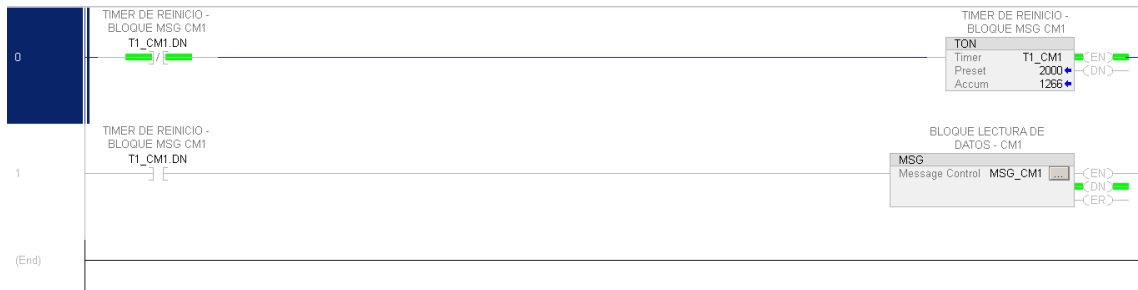 TIMER DE REINICIO -
BLOQUE MSG CM1
T1_CM1.DN
0
TIMER DE REINICIO -
BLOQUE MSG CM1
TON
Timer T1_CM1
Preset 2000
Accum 1266
EN
DN
TIMER DE REINICIO -
BLOQUE MSG CM1
T1_CM1.DN
1
BLOQUE LECTURA DE
DATOS - CM1
MSG
Message Control MSG_CM1 ...
EN
DN
ER
(End)